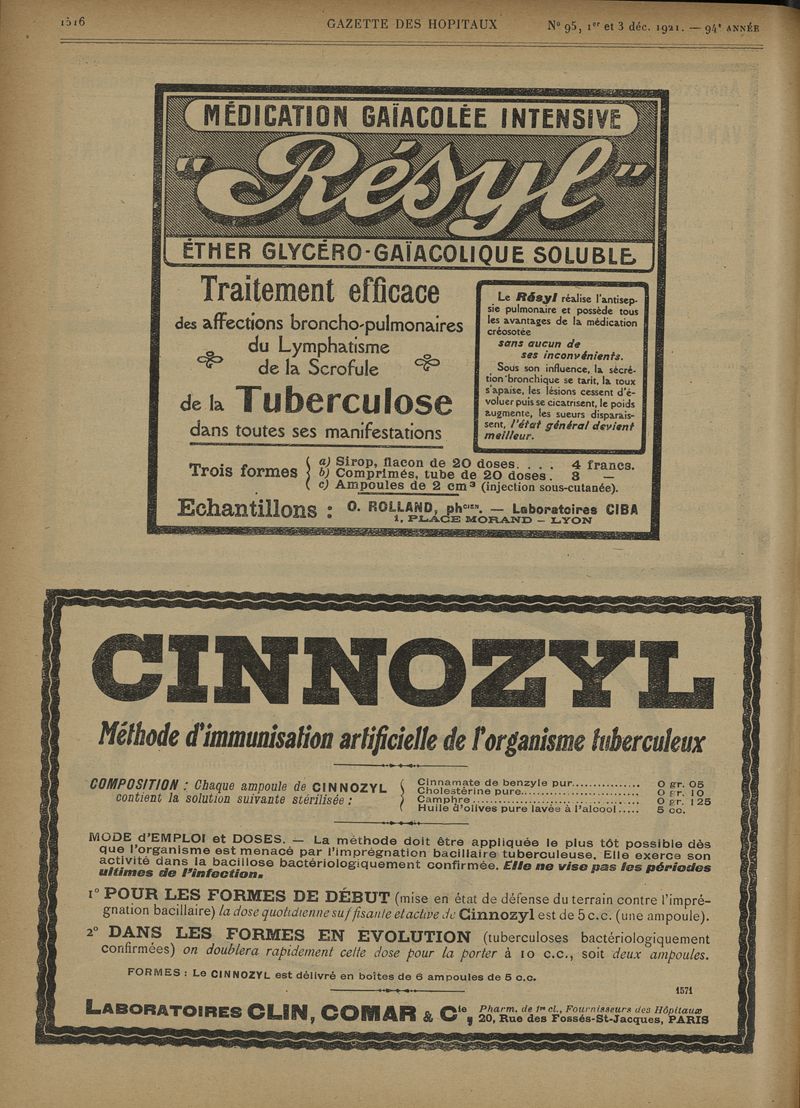 1516 GAZETTE DES HOPITAUX N° 95, 1er et 3 déc. 1921. — 94e ANNÉE
MÉDICATION GAÏACOLÉE INTENSIVE
"Résyl"
ÉTHER GLYCÉRO-GAÏACOLIQUE SOLUBLE
Traitement efficace
des affections broncho-pulmonaires
du Lymphatisme
de la Scrofule
de la Tuberculose
dans toutes ses manifestations
Le Résyl réalise l'antisep-
sie pulmonaire et possède tous
les avantages de la médication
créosotée
sans aucun de
ses inconvénients.
Sous son influence, la sécré-
tion bronchique se tarit, la toux
s'apaise, les lésions cessent d'é-
voluer puis se cicatrisent, le poids
augmente, les sueurs disparais-
sent, l'état général devient
meilleur.
Trois formes
a) Sirop, flacon de 20 doses. . . . 4 francs.
b) Comprimés, tube de 20 doses. 3 —
c) Ampoules de 2 cm3 (injection sous-cutanée).
Echantillons : O. ROLLAND, phcien. — Laboratoires CIBA
1, PLACE MORAND — LYON
CINNOZYL
Méthode d'immunisation artificielle de l'organisme tuberculeux
COMPOSITION : Chaque ampoule de CINNOZYL
contient la solution suivante stérilisée :
Cinnamate de benzyle pur............... 0 gr. 05
Cholestérine pure.......................... 0 gr. 10
Camphre..................................... 0 gr. 125
Huile d'olives pure lavée à l'alcool..... 5 cc.
MODE d'EMPLOI et DOSES. — La méthode doit être appliquée le plus tôt possible dès
que l'organisme est menacé par l'imprégnation bacillaire tuberculeuse. Elle exerce son
activité dans la bacillose bactériologiquement confirmée. Elle ne vise pas les périodes
ultimes de l'infection.
1° POUR LES FORMES DE DÉBUT (mise en état de défense du terrain contre l'impré-
gnation bacillaire) la dose quotidienne suffisante et active de Cinnozyl est de 5 c.c. (une ampoule).
2° DANS LES FORMES EN EVOLUTION (tuberculoses bactériologiquement
confirmées) on doublera rapidement cette dose pour la porter à 10 c.c., soit deux ampoules.
FORMES : Le CINNOZYL est délivré en boîtes de 6 ampoules de 5 c.c.
1571
LABORATOIRES CLIN, COMAR & Cie, Pharm. de 1re cl., Fournisseurs des Hôpitaux
20, Rue des Fossés-St-Jacques, PARIS